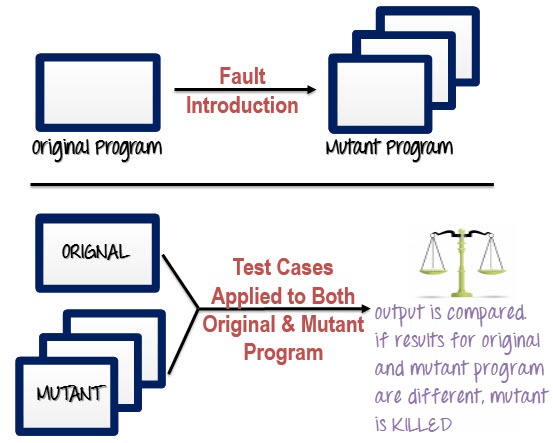 Fault
Introduction
Original Program
Mutant Program
ORIGNAL
MUTANT
Test Cases
Applied to Both
Original & Mutant
Program
output is compared.
if results for original
and mutant program
are different, mutant
is KILLED